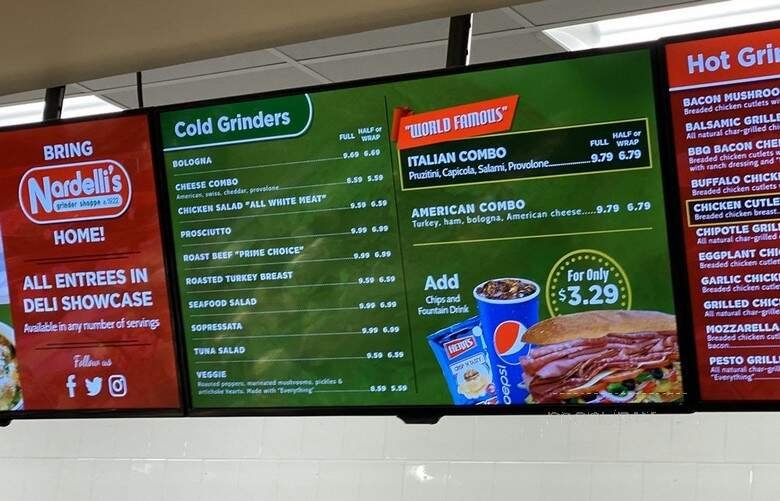 BRING
Nardelli's
grinder shoppe e.1922
HOME!
ALL ENTREES IN
DELI SHOWCASE
Available in any number of servings
Follow us
Cold Grinders
FULL HALF or WRAP
BOLOGNA 9.69 6.69
CHEESE COMBO 8.59 5.59
American, swiss, cheddar, provolone
CHICKEN SALAD "ALL WHITE MEAT" 9.59 6.59
PROSCIUTTO 9.99 6.99
ROAST BEEF "PRIME CHOICE" 9.99 6.99
ROASTED TURKEY BREAST 9.59 6.59
SEAFOOD SALAD 9.99 6.99
SOPRESSATA 9.99 6.99
TUNA SALAD 9.59 6.59
VEGGIE
Roasted peppers, marinated mushrooms, pickles &
artichoke hearts. Made with "Everything" 8.59 5.59
"WORLD FAMOUS"
FULL HALF or WRAP
ITALIAN COMBO
Pruzitini, Capicola, Salami, Provolone 9.79 6.79
AMERICAN COMBO
Turkey, ham, bologna, American cheese.....9.79 6.79
Add
Chips and
Fountain Drink
For Only
$3.29
HERR'S
pepsi
Hot Gri
BACON MUSHROO
Breaded chicken cutlets
BALSAMIC GRILL
All natural char-grilled
BBQ BACON CHE
Breaded chicken cutlets
with ranch dressing and
BUFFALO CHICK
Breaded chicken cutlets
CHICKEN CUTLE
Breaded chicken breas
CHIPOTLE GRIL
All natural char-grilled
EGGPLANT CHI
Breaded chicken cutlet
GARLIC CHICK
Breaded chicken cutle
GRILLED CHIC
All natural char-grille
MOZZARELLA
Breaded chicken cutl
bacon.
PESTO GRILL
All natural char-gril
"Everything"